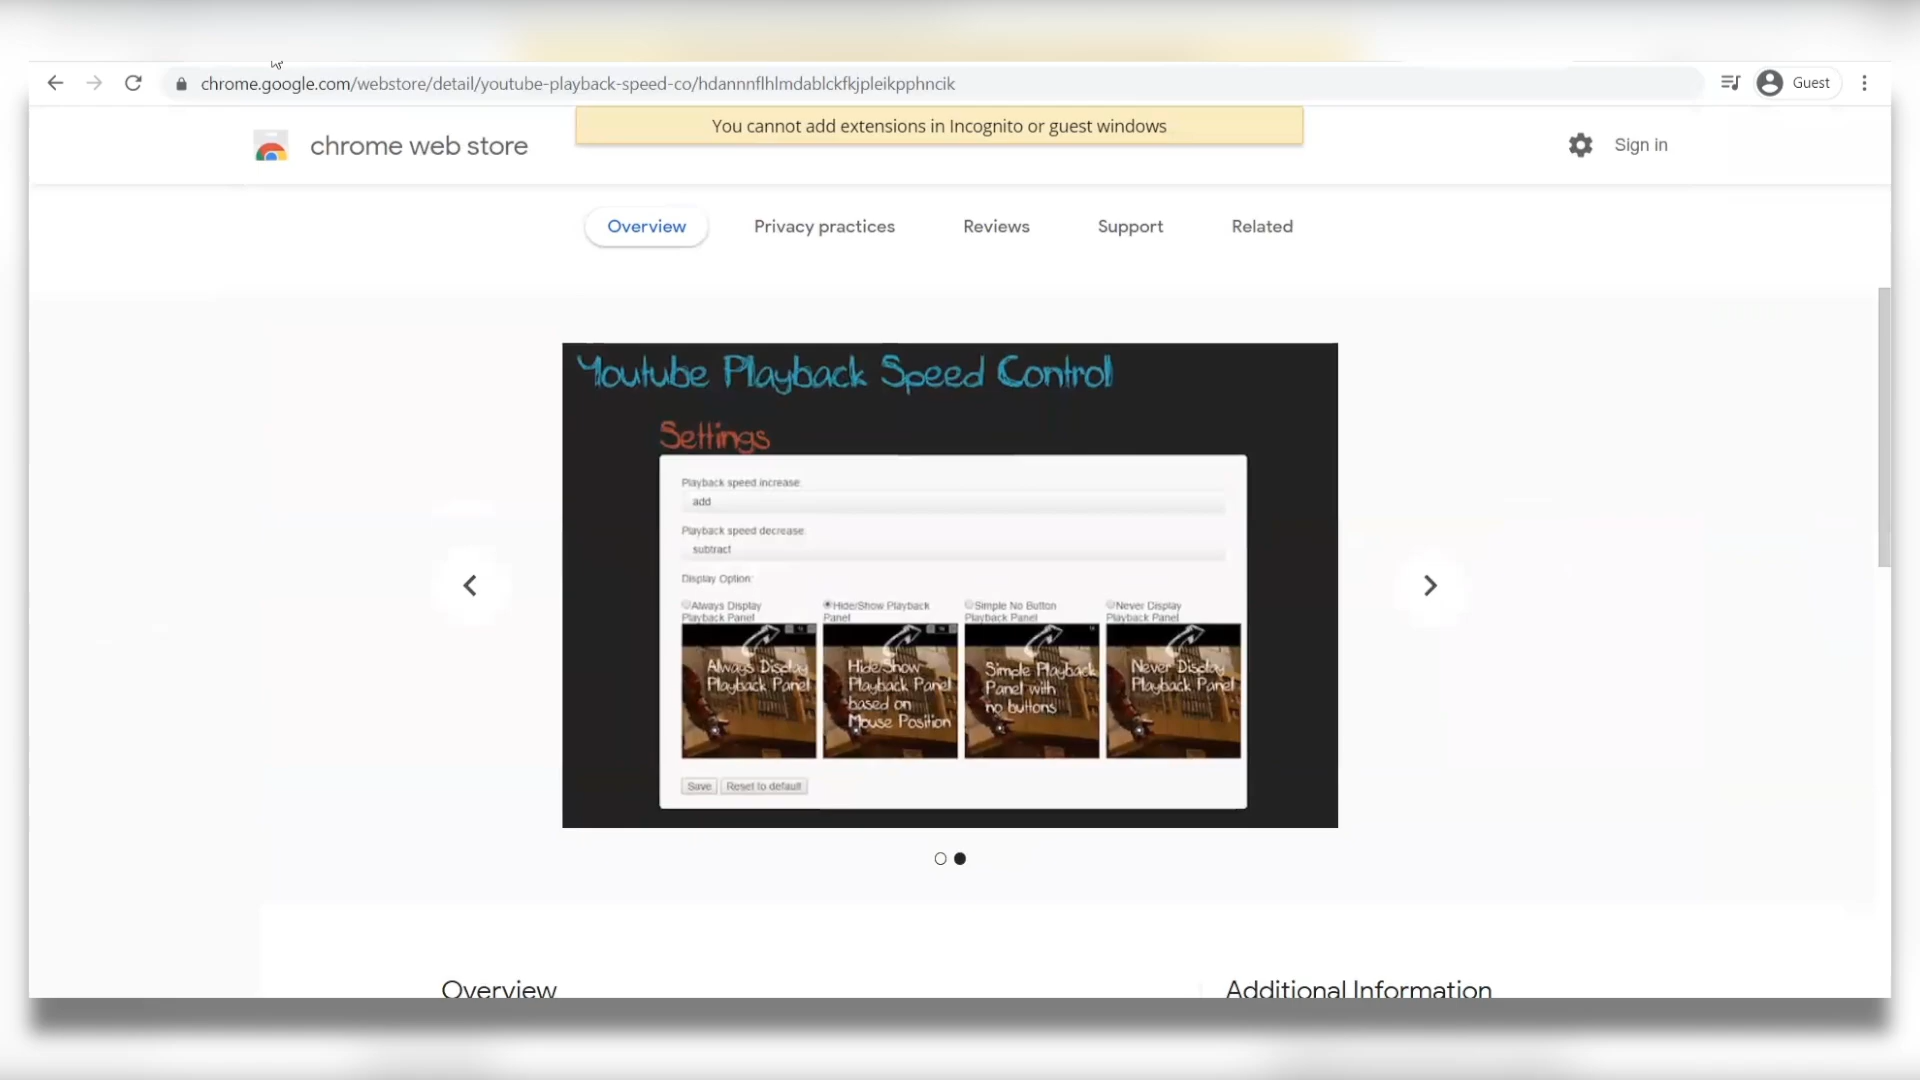 chrome.google.com/webstore/detail/youtube-playback-speed-co/hdannnflhlmdablckfkjpleikpphncik
Guest
You cannot add extensions in Incognito or guest windows
chrome web store
Sign in
Overview
Privacy practices
Reviews
Support
Related
Youtube Playback Speed Control
Settings
Playback speed increase:
add
Playback speed decrease:
subtract
Display Option:
Always Display
Playback Panel
Hide/Show Playback
Panel
Simple No Button
Playback Panel
Never Display
Playback Panel
Always Display
Playback Panel
Hide/Show
Playback Panel
based on
Mouse Position
Simple Playback
Panel with
no buttons
Never Display
Playback Panel
Save
Reset to default
Overview
Additional Information